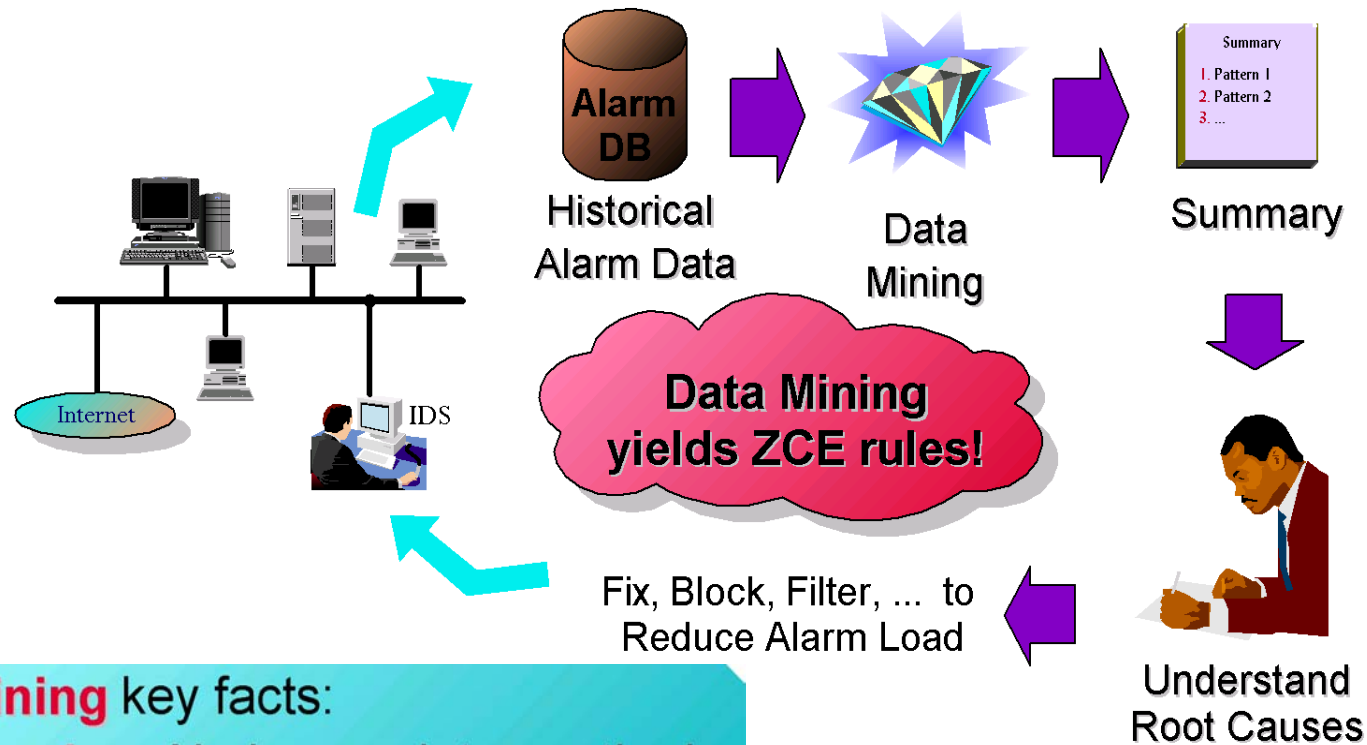 Alarm
DB
Historical
Alarm Data
Data
Mining
Summary
1. Pattern 1
2. Pattern 2
3. ...
Summary
Internet
IDS
Data Mining
yields ZCE rules!
Understand
Root Causes
Fix, Block, Filter, ... to
Reduce Alarm Load
ining key facts: